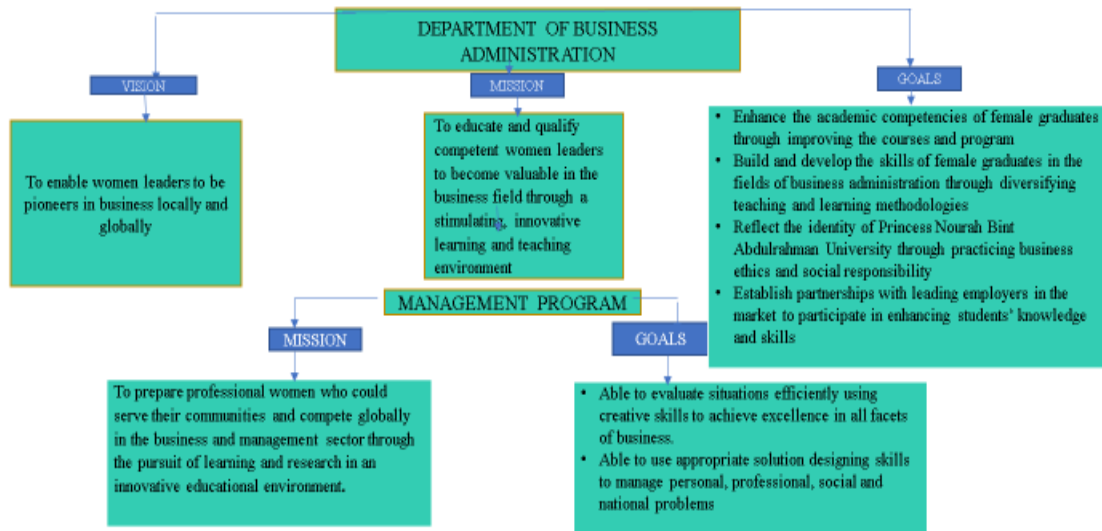 DEPARTMENT OF BUSINESS
ADMINISTRATION
VISION
To enable women leaders to be
pioneers in business locally and
globally
MISSION
To educate and qualify
competent women leaders
to become valuable in the
business field through a
stimulating, innovative
learning and teaching
environment
GOALS
• Enhance the academic competencies of female graduates
through improving the courses and program
• Build and develop the skills of female graduates in the
fields of business administration through diversifying
teaching and learning methodologies
• Reflect the identity of Princess Nourah Bint
Abdulrahman University through practicing business
ethics and social responsibility
• Establish partnerships with leading employers in the
market to participate in enhancing students' knowledge
and skills
MANAGEMENT PROGRAM
MISSION
To prepare professional women who could
serve their communities and compete globally
in the business and management sector through
the pursuit of learning and research in an
innovative educational environment.
GOALS
• Able to evaluate situations efficiently using
creative skills to achieve excellence in all facets
of business.
• Able to use appropriate solution designing skills
to manage personal, professional, social and
national problems